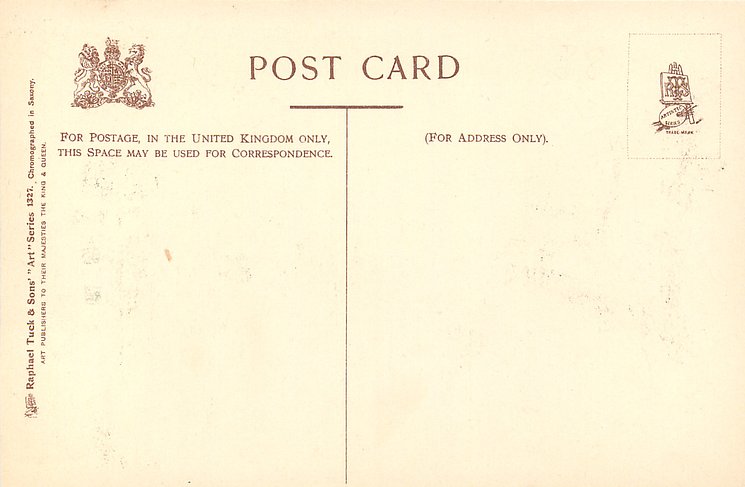 POST CARD
FOR POSTAGE, IN THE UNITED KINGDOM ONLY,
THIS SPACE MAY BE USED FOR CORRESPONDENCE.
(FOR ADDRESS ONLY).
ARTISTIC
SERIES
TRADE MARK
Raphael Tuck & Sons' "Art" Series 1327. Chromographed in Saxony.
ART PUBLISHERS TO THEIR MAJESTIES THE KING & QUEEN.